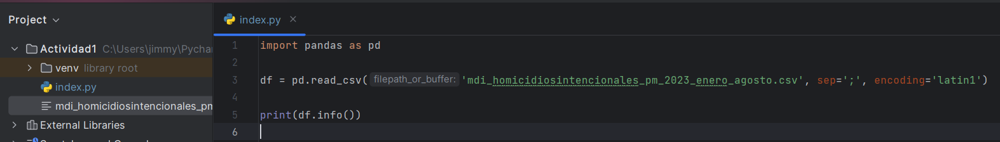 Project
Actividad1 C:\Users\jimmy\Pychar
venv library root
index.py
mdi_homicidiosintencionales_pm
External Libraries
index.py
1 import pandas as pd
2
3 df = pd.read_csv( filepath_or_buffer: 'mdi_homicidiosintencionales_pm_2023_enero_agosto.csv', sep=';', encoding='latin1')
4
5 print(df.info())
6